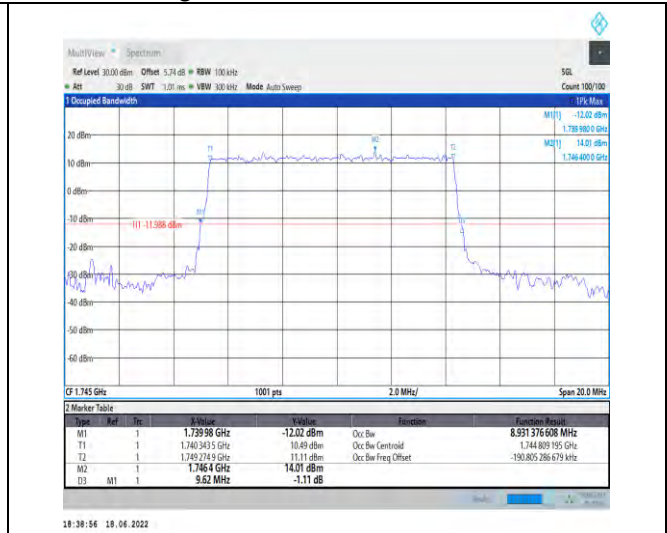 MultiView Spectrum
Ref Level 30.00 dBm Offset 5.74 dB RBW 100 kHz SGL
Att 30 dB SWT 1.01 ms VBW 300 kHz Mode Auto Sweep Count 100/100
1 Occupied Bandwidth 1Pk Max
M1[1] -12.02 dBm
1.739 980 0 GHz
M2[1] 14.01 dBm
1.746 400 0 GHz
20 dBm
T1 M2 T2
10 dBm
0 dBm
-10 dBm
M1
H1 -11.988 dBm
-20 dBm
-40 dBm
-50 dBm
-60 dBm
CF 1.745 GHz 1001 pts 2.0 MHz/ Span 20.0 MHz
2 Marker Table
Type Ref Trc X-Value Y-Value Function Function Result
M1 1 1.739 98 GHz -12.02 dBm Occ Bw 8.931 376 608 MHz
T1 1 1.740 343 5 GHz 10.49 dBm Occ Bw Centroid 1.744 809 195 GHz
T2 1 1.749 274 9 GHz 11.11 dBm Occ Bw Freq Offset -190.805 286 679 kHz
M2 1 1.746 4 GHz 14.01 dBm
D3 M1 1 9.62 MHz -1.11 dB
18:38:56 18.06.2022